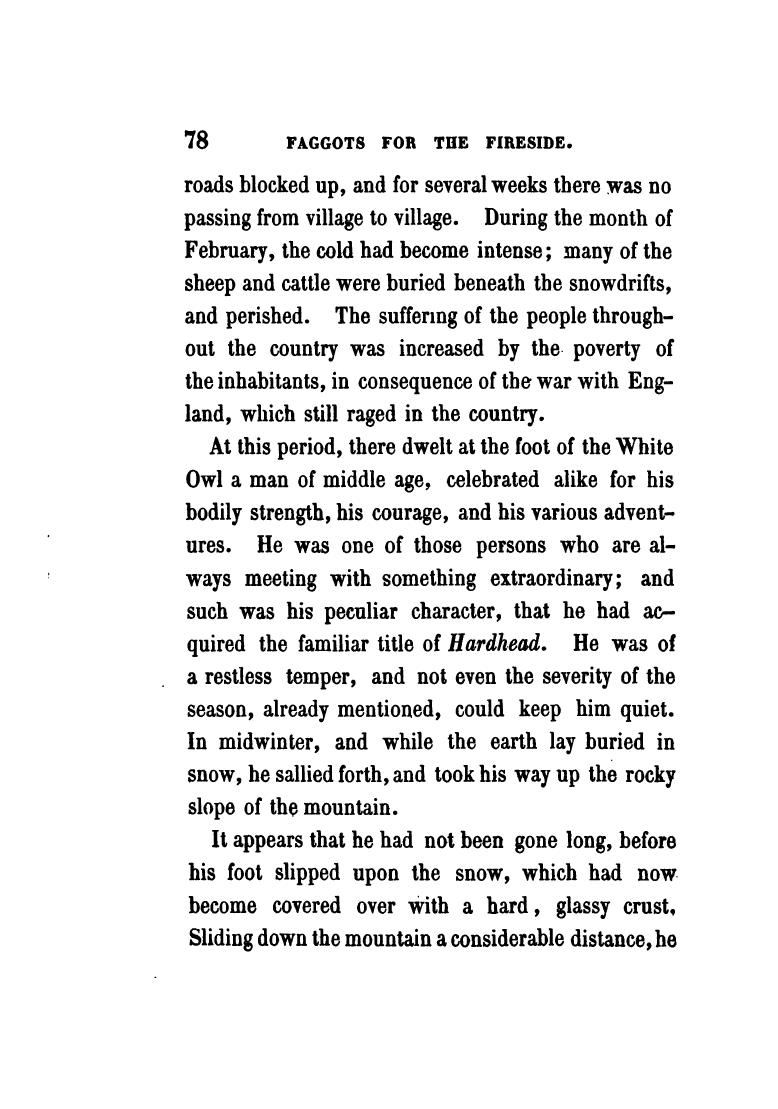 78 FAGGOTS FOR THE FIRESIDE.
roads blocked up, and for several weeks there was no
passing from village to village. During the month of
February, the cold had become intense; many of the
sheep and cattle were buried beneath the snowdrifts,
and perished. The suffering of the people through-
out the country was increased by the poverty of
the inhabitants, in consequence of the war with Eng-
land, which still raged in the country.
At this period, there dwelt at the foot of the White
Owl a man of middle age, celebrated alike for his
bodily strength, his courage, and his various advent-
ures. He was one of those persons who are al-
ways meeting with something extraordinary; and
such was his peculiar character, that he had ac-
quired the familiar title of Hardhead. He was of
a restless temper, and not even the severity of the
season, already mentioned, could keep him quiet.
In midwinter, and while the earth lay buried in
snow, he sallied forth, and took his way up the rocky
slope of the mountain.
It appears that he had not been gone long, before
his foot slipped upon the snow, which had now
become covered over with a hard, glassy crust,
Sliding down the mountain a considerable distance, he